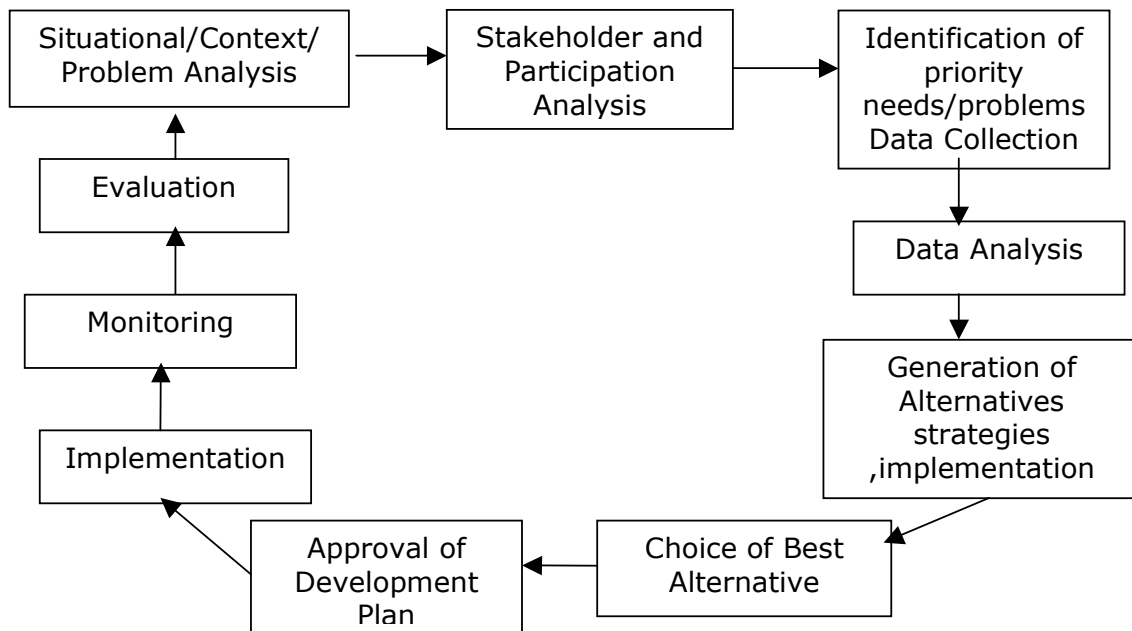 Situational/Context/
Problem Analysis
Stakeholder and
Participation
Analysis
Identification of
priority
needs/problems
Data Collection
Data Analysis
Generation of
Alternatives
strategies
,implementation
Choice of Best
Alternative
Approval of
Development
Plan
Implementation
Monitoring
Evaluation